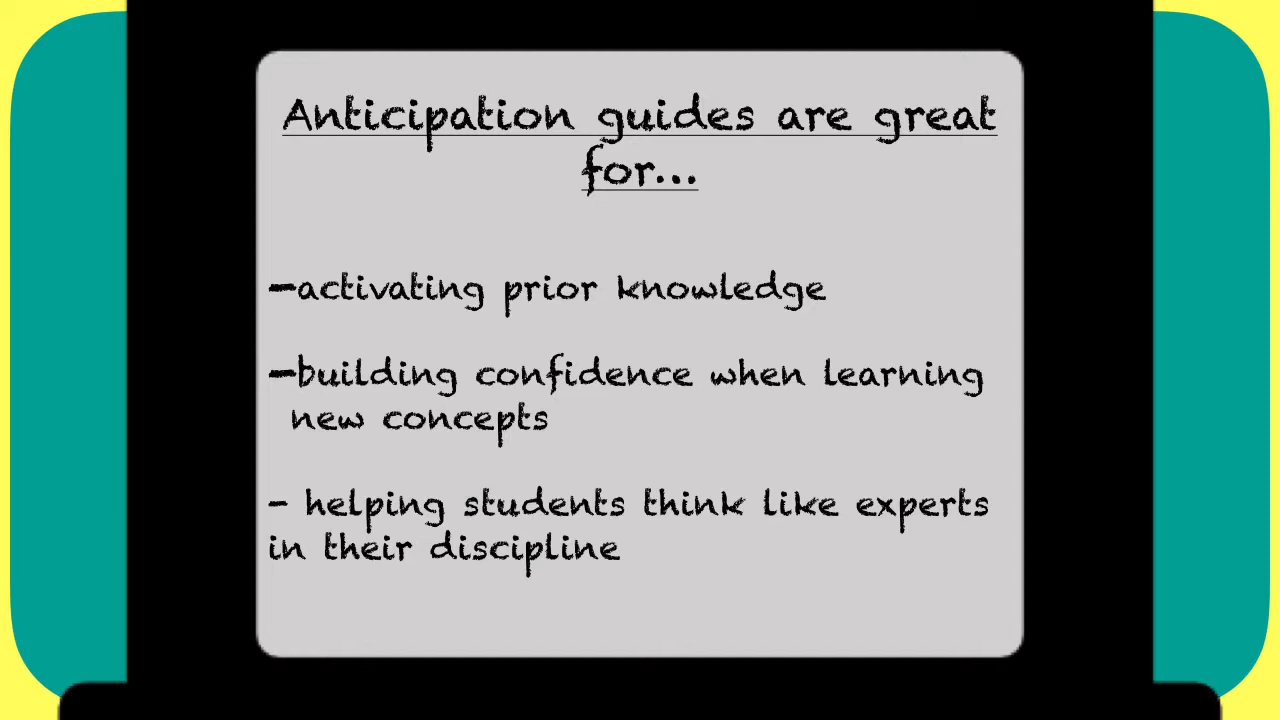 Anticipation guides are great
for...
-activating prior knowledge
-building confidence when learning
new concepts
- helping students think like experts
in their discipline